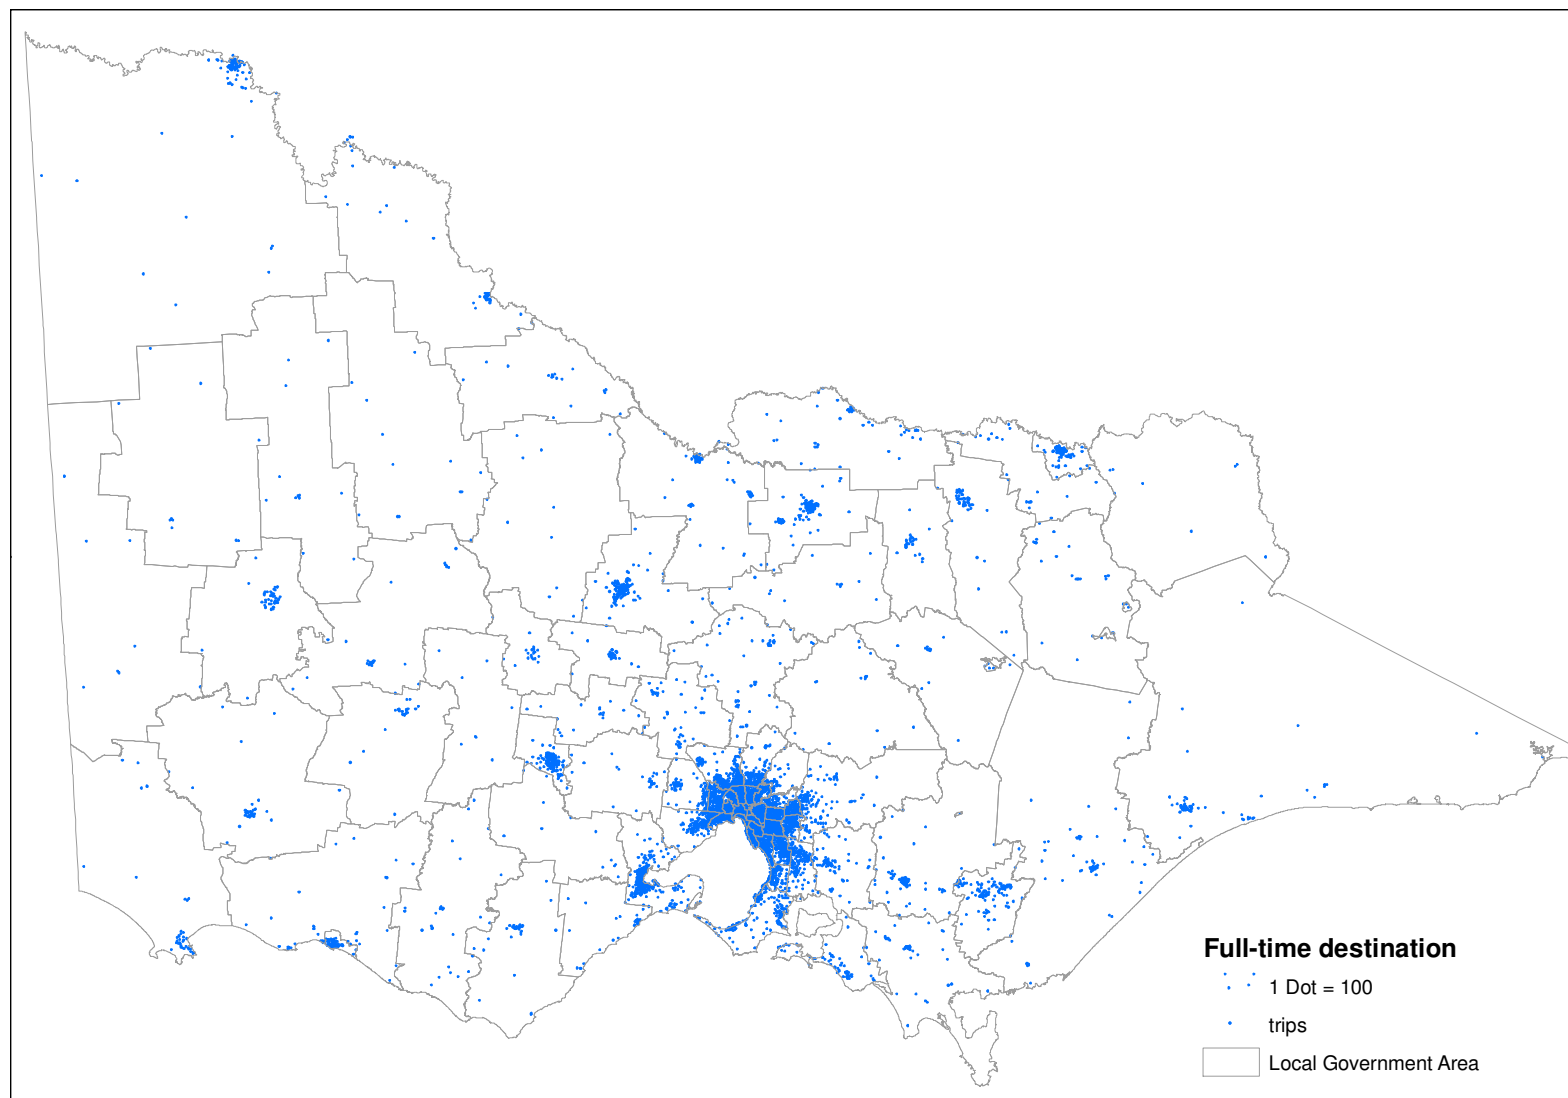 Full-time destination
1 Dot = 100
trips
Local Government Area